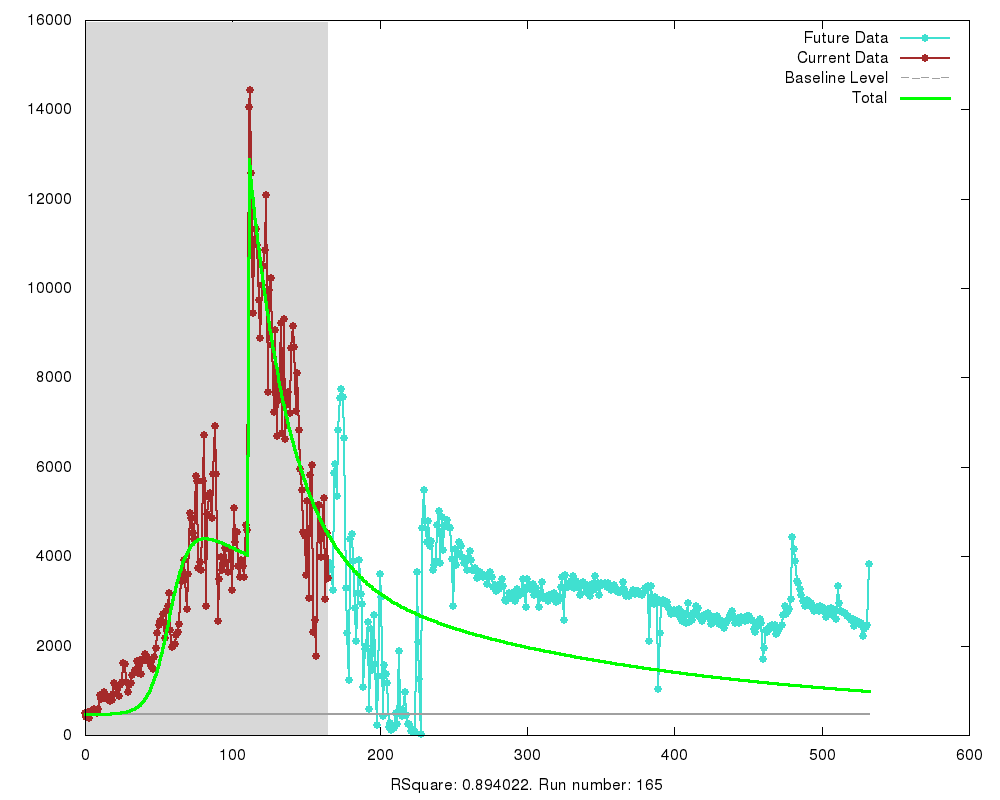 16000
14000
12000
10000
8000
6000
4000
2000
0
Future Data
Current Data
Baseline Level
Total
0 100 200 300 400 500 600
RSquare: 0.894022. Run number: 165